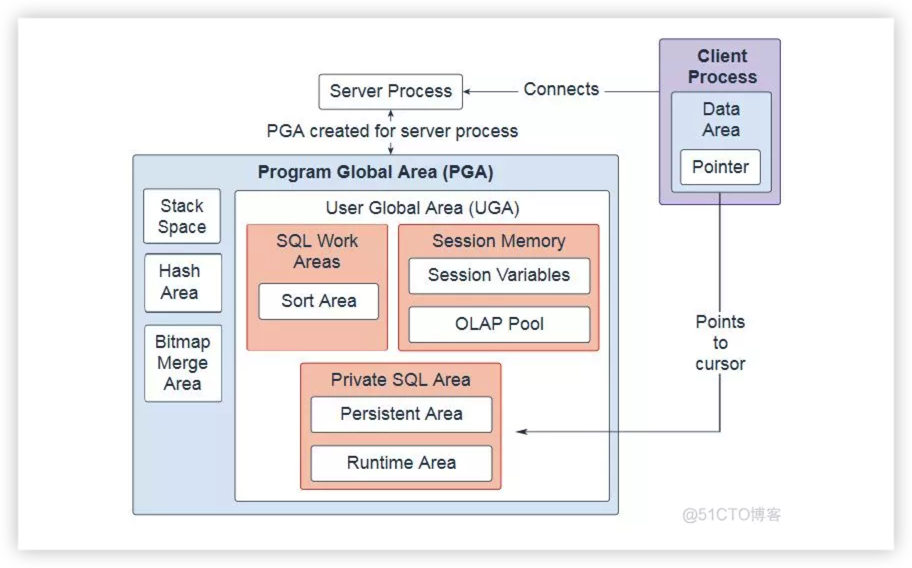 Client
Process
Server Process
Connects
Data
Area
PGA created for server process
Pointer
Program Global Area (PGA)
Stack
Space
User Global Area (UGA)
SQL Work
Areas
Session Memory
Hash
Area
Session Variables
Sort Area
OLAP Pool
Points
to
cursor
Bitmap
Merge
Area
Private SQL Area
Persistent Area
Runtime Area
@51CTO博客